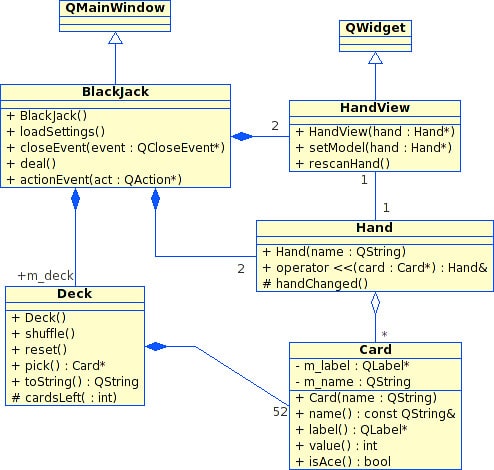 QMainWindow
QWidget
BlackJack
+ BlackJack()
+ loadSettings()
+ closeEvent(event : QCloseEvent*)
+ deal()
+ actionEvent(act : QAction*)
2
HandView
+ HandView(hand : Hand*)
+ setModel(hand : Hand*)
+ rescanHand()
1
1
Hand
+ Hand(name : QString)
+ operator <<(card : Card*) : Hand&
# handChanged()
2
+m_deck
Deck
+ Deck()
+ shuffle()
+ reset()
+ pick() : Card*
+ toString() : QString
# cardsLeft( : int)
*
52
Card
- m_label : QLabel*
- m_name : QString
+ Card(name : QString)
+ name() : const QString&
+ label() : QLabel*
+ value() : int
+ isAce() : bool